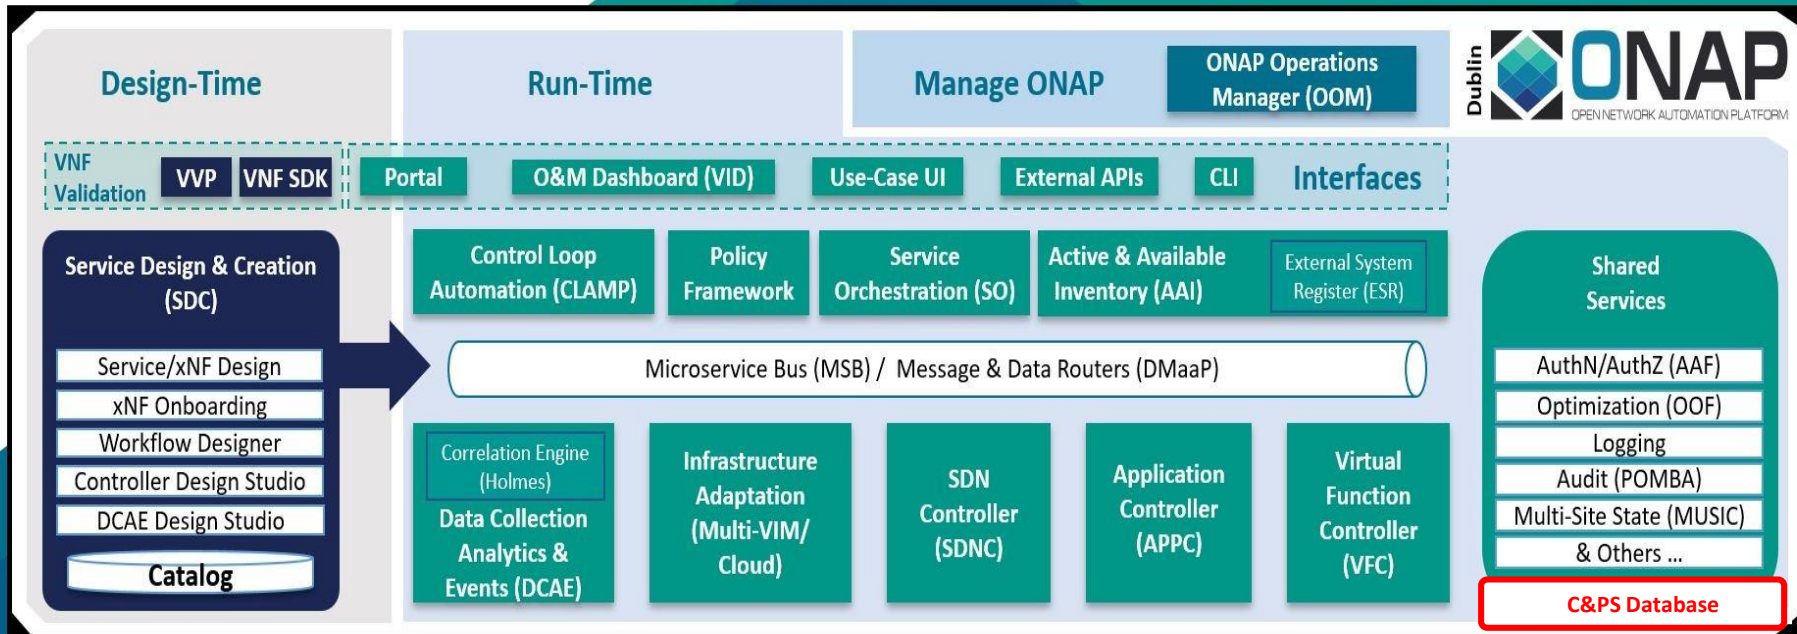 Design-Time
Run-Time
Manage ONAP
ONAP Operations
Manager (OOM)
Dublin
ONAP
OPEN NETWORK AUTOMATION PLATFORM
VNF
Validation
VVP
VNF SDK
Portal
O&M Dashboard (VID)
Use-Case UI
External APIs
CLI
Interfaces
Service Design & Creation
(SDC)
Service/xNF Design
xNF Onboarding
Workflow Designer
Controller Design Studio
DCAE Design Studio
Catalog
Control Loop
Automation (CLAMP)
Policy
Framework
Service
Orchestration (SO)
Active & Available
Inventory (AAI)
External System
Register (ESR)
Microservice Bus (MSB) / Message & Data Routers (DMaaP)
Correlation Engine
(Holmes)
Data Collection
Analytics &
Events (DCAE)
Infrastructure
Adaptation
(Multi-VIM/
Cloud)
SDN
Controller
(SDNC)
Application
Controller
(APPC)
Virtual
Function
Controller
(VFC)
Shared
Services
AuthN/AuthZ (AAF)
Optimization (OOF)
Logging
Audit (POMBA)
Multi-Site State (MUSIC)
& Others ...
C&PS Database